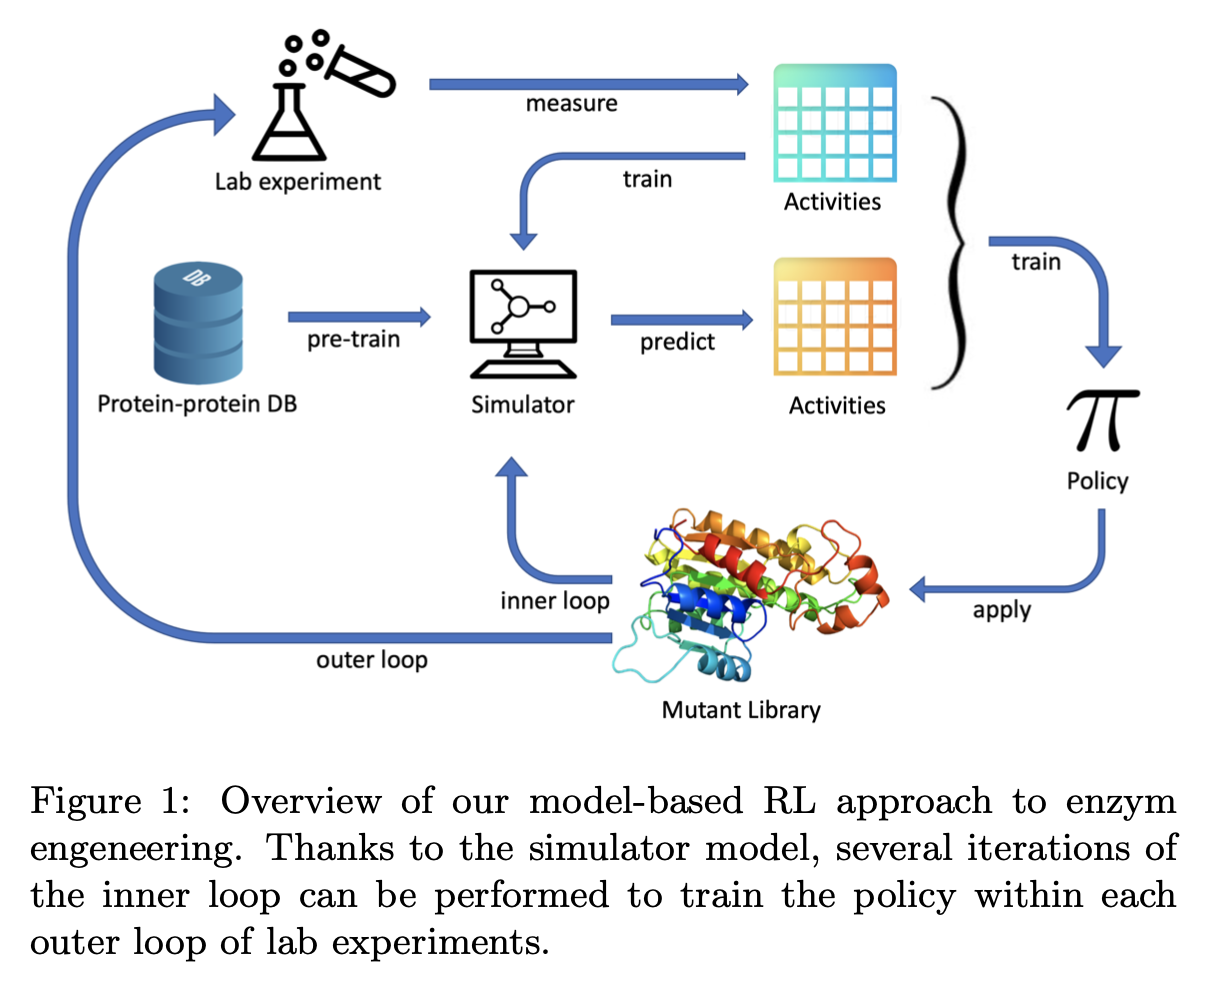 measure
Lab experiment
train
Activities
DB
pre-train
Protein-protein DB
Simulator
predict
Activities
train
π
Policy
inner loop
apply
outer loop
Mutant Library
Figure 1: Overview of our model-based RL approach to enzym
engeneering. Thanks to the simulator model, several iterations of
the inner loop can be performed to train the policy within each
outer loop of lab experiments.